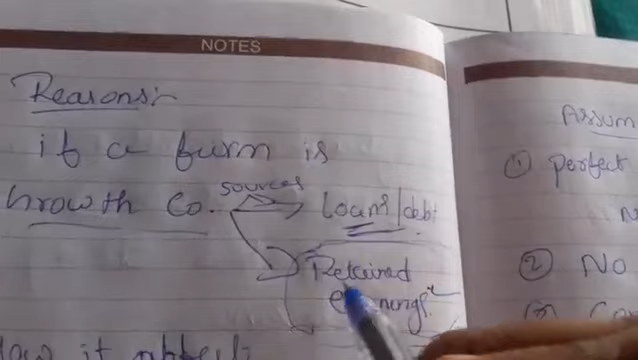 NOTES
Reasons:-
if a firm is
Growth Co.
sources
loans/debt
Retained
earnings
Assum
① perfect
② No